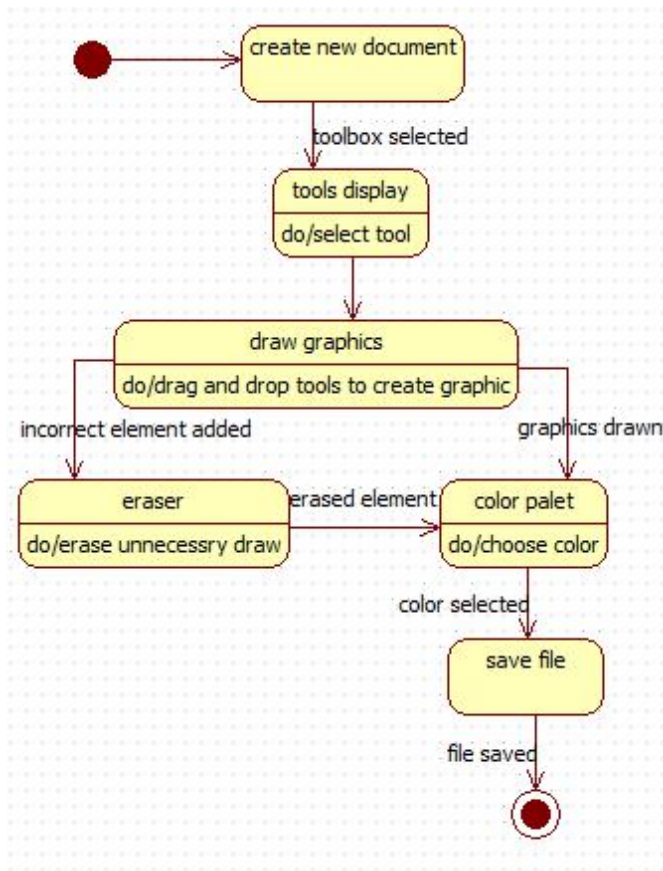 create new document
toolbox selected
tools display
do/select tool
draw graphics
do/drag and drop tools to create graphic
incorrect element added
graphics drawn
eraser
do/erase unnecessry draw
erased element
color palet
do/choose color
color selected
save file
file saved